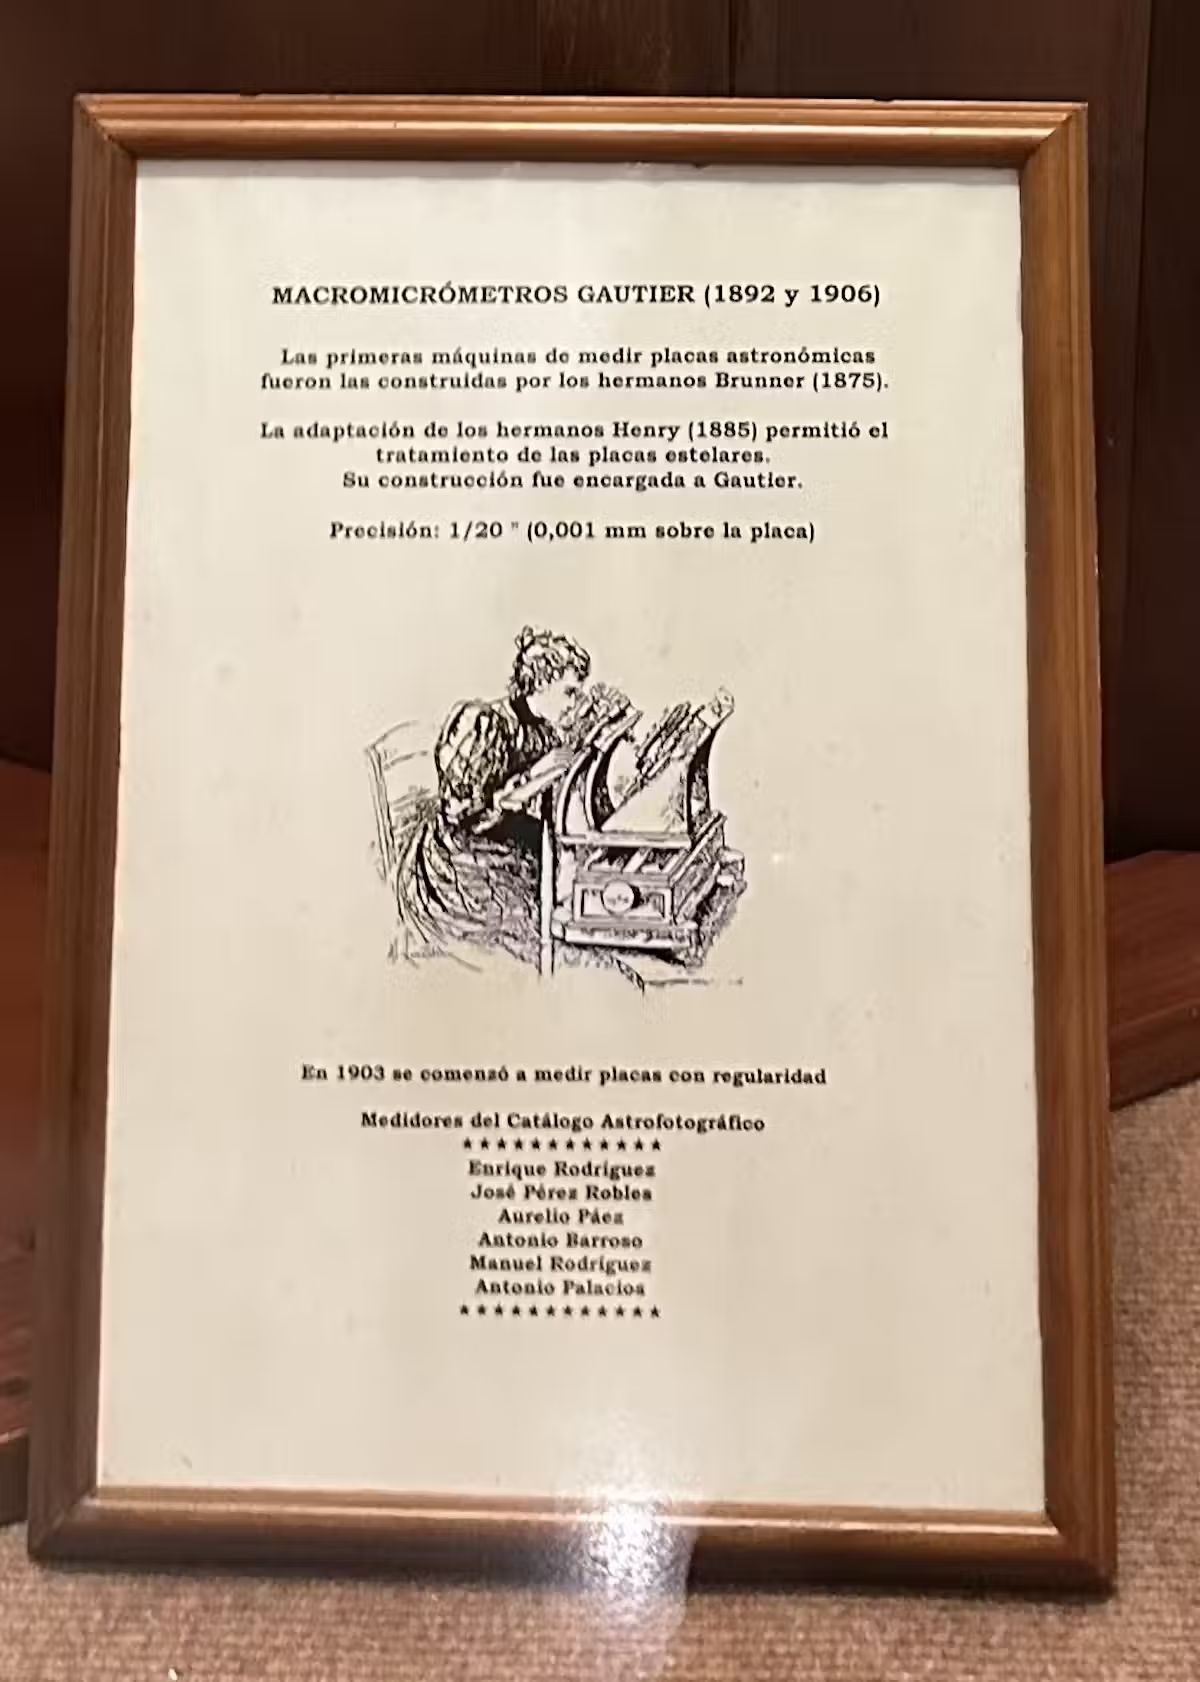 MACROMICRÓMETROS GAUTIER (1892 y 1906)
Las primeras máquinas de medir placas astronómicas
fueron las construidas por los hermanos Brunner (1875).
La adaptación de los hermanos Henry (1885) permitió el
tratamiento de las placas estelares.
Su construcción fue encargada a Gautier.
Precisión: 1/20 " (0,001 mm sobre la placa)
En 1903 se comenzó a medir placas con regularidad
Medidores del Catálogo Astrofotográfico
★★★★★★★★★★★★
Enrique Rodríguez
José Pérez Robles
Aurelio Páez
Antonio Barroso
Manuel Rodríguez
Antonio Palacios
★★★★★★★★★★★★